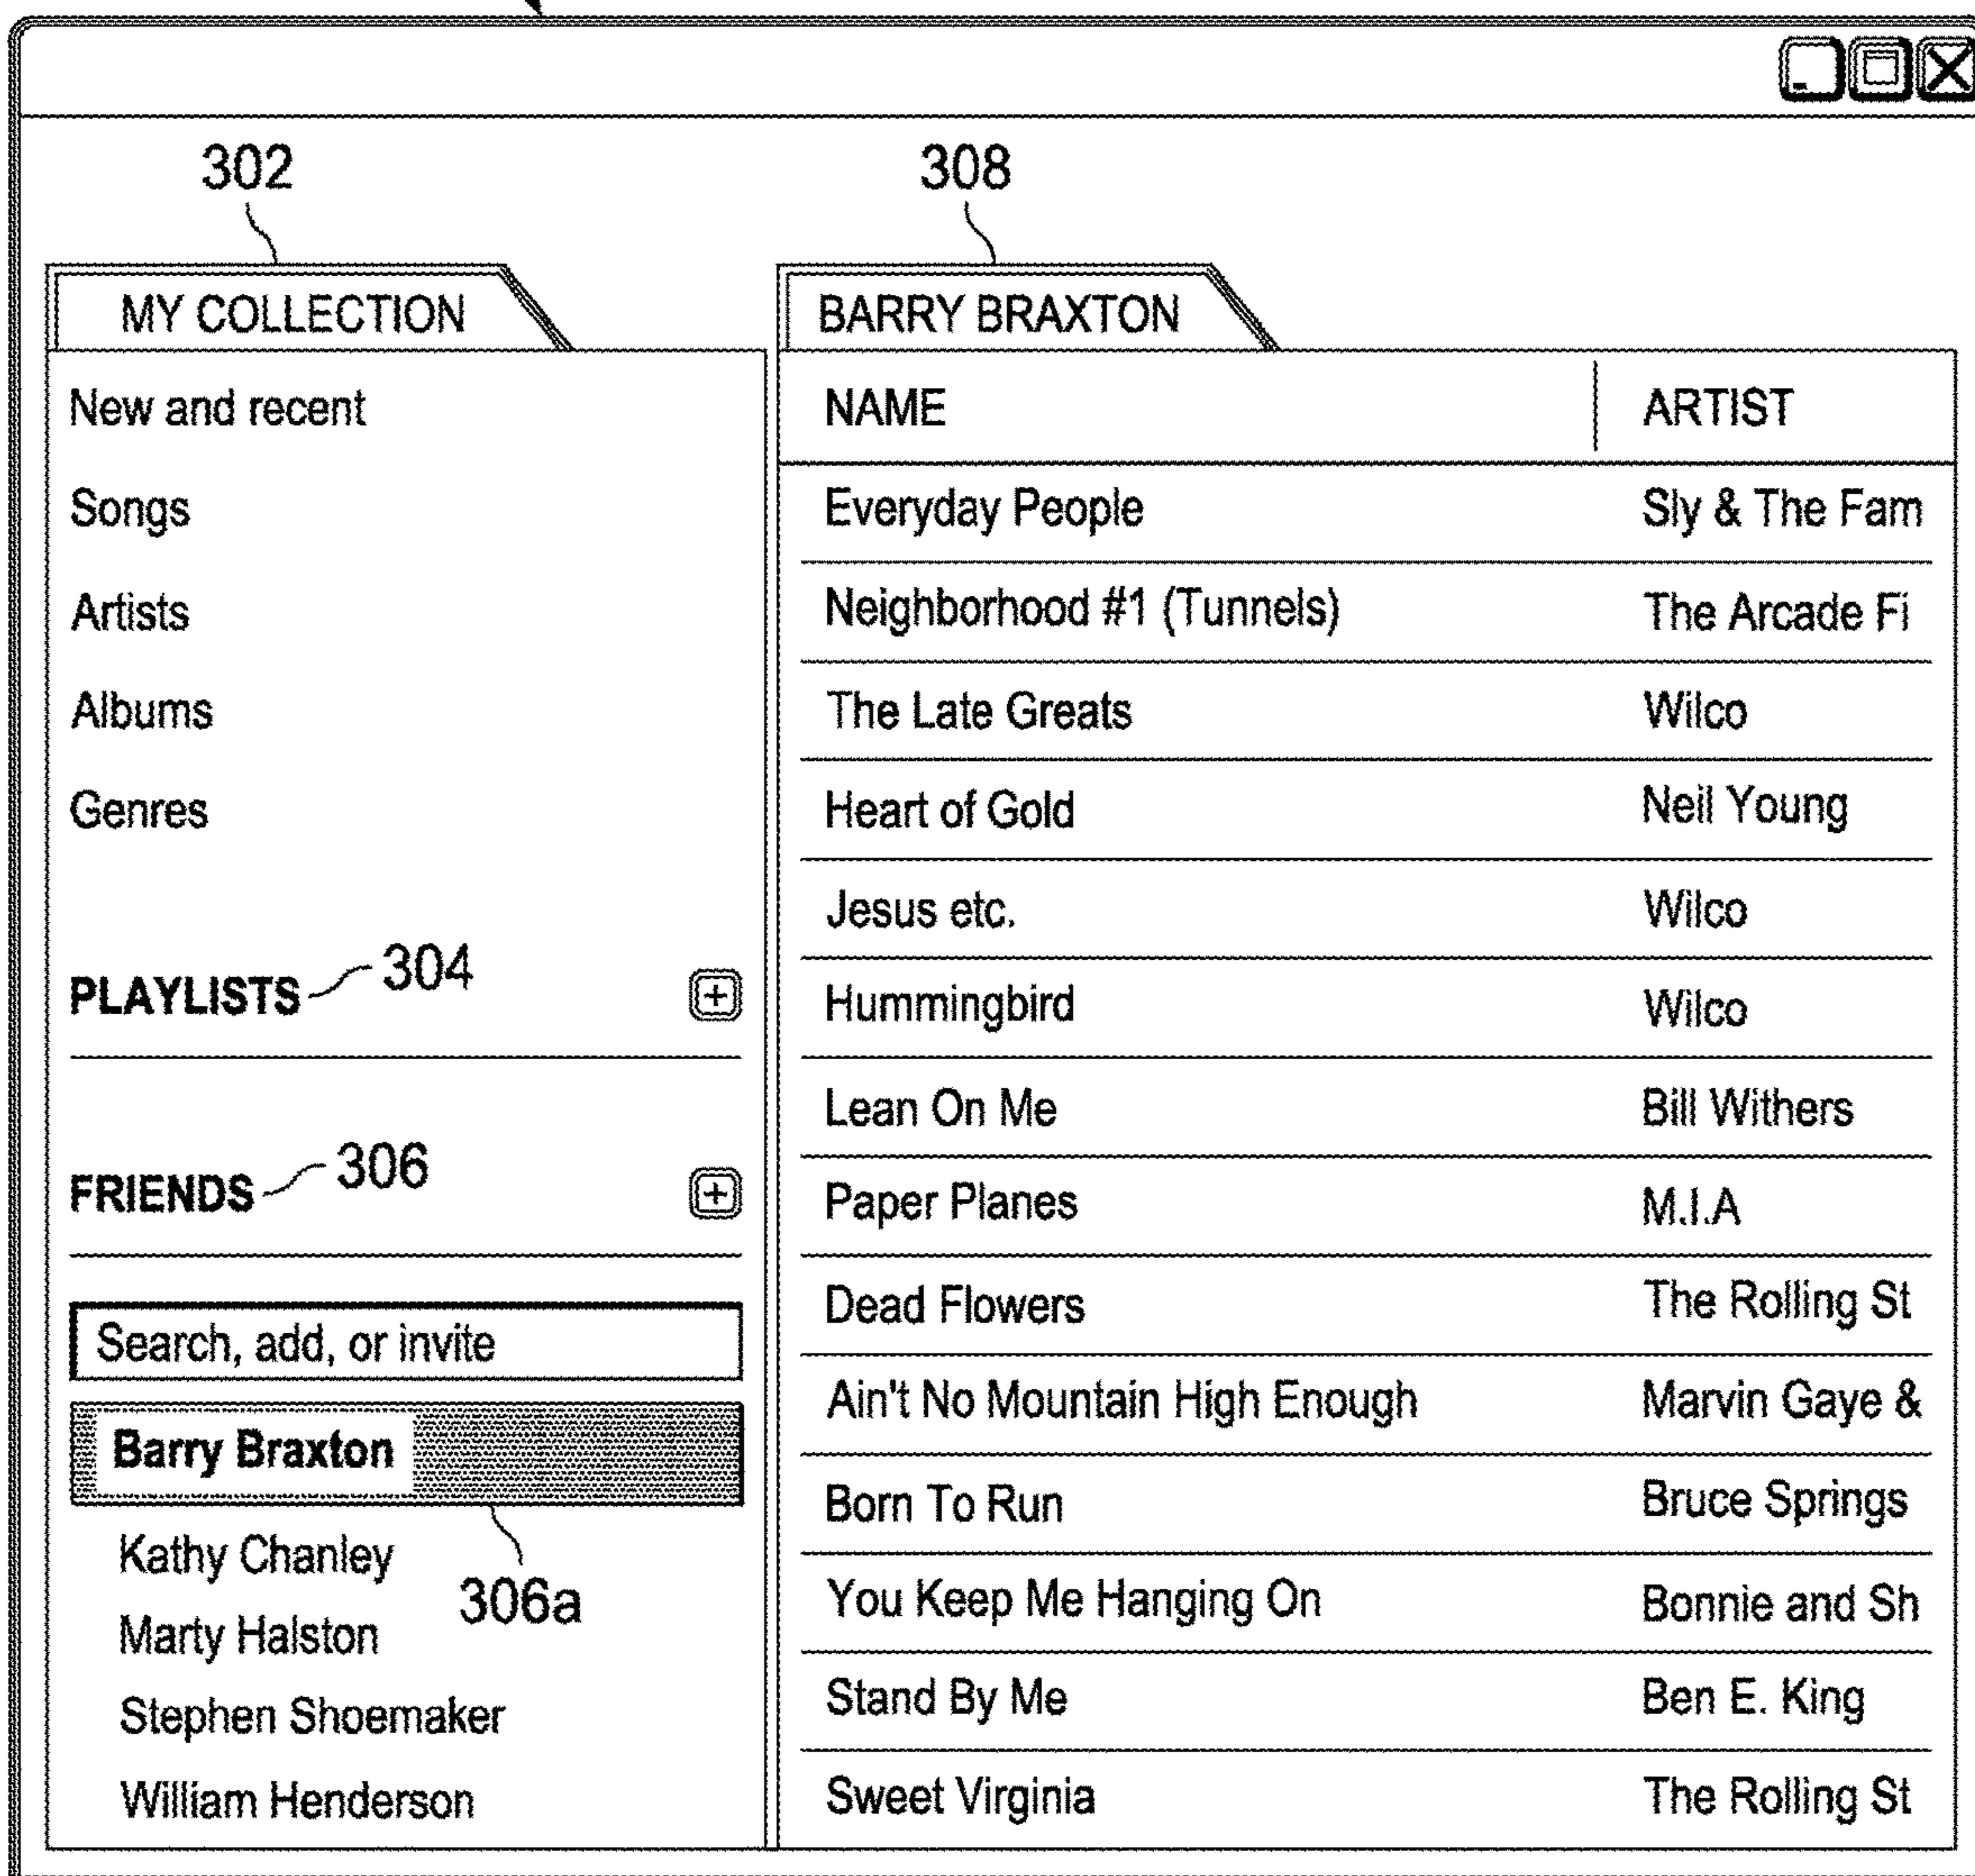 302
308
MY COLLECTION
BARRY BRAXTON
New and recent
Songs
Artists
Albums
Genres
PLAYLISTS 304
FRIENDS 306
Search, add, or invite
Barry Braxton
306a
Kathy Chanley
Marty Halston
Stephen Shoemaker
William Henderson
NAME ARTIST
Everyday People Sly & The Fam
Neighborhood #1 (Tunnels) The Arcade Fi
The Late Greats Wilco
Heart of Gold Neil Young
Jesus etc. Wilco
Hummingbird Wilco
Lean On Me Bill Withers
Paper Planes M.I.A
Dead Flowers The Rolling St
Ain't No Mountain High Enough Marvin Gaye &
Born To Run Bruce Springs
You Keep Me Hanging On Bonnie and Sh
Stand By Me Ben E. King
Sweet Virginia The Rolling St